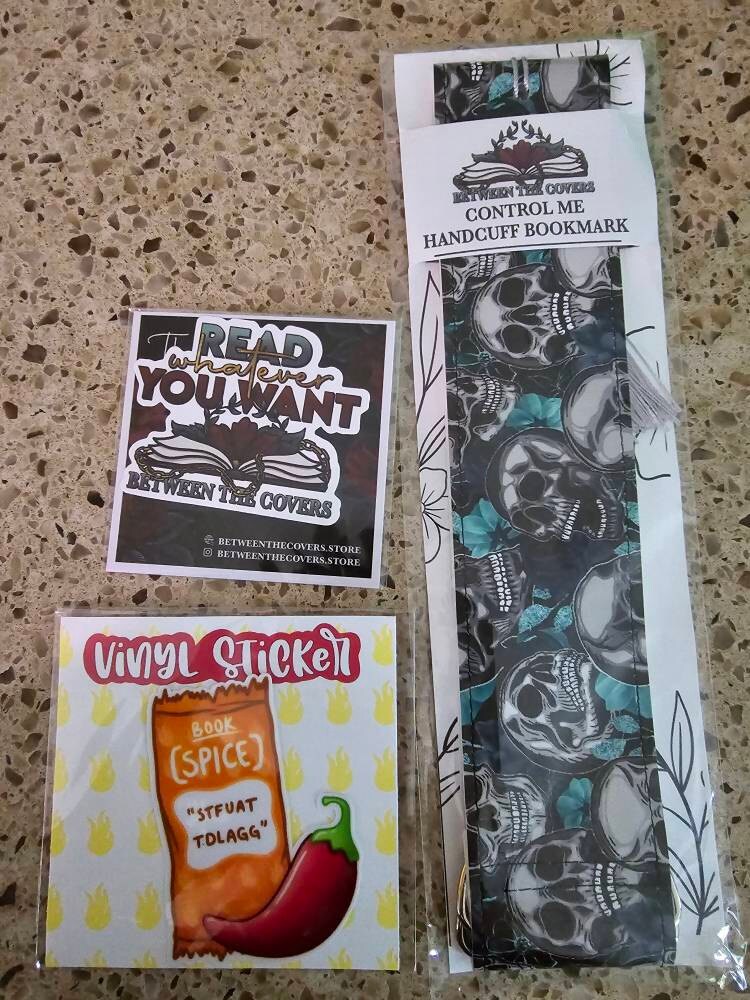 BETWEEN THE COVERS
CONTROL ME
HANDCUFF BOOKMARK
READ
whatever
YOU WANT
BETWEEN THE COVERS
BETWEENTHECOVERS.STORE
BETWEENTHECOVERS.STORE
Vinyl Sticker
BOOK
(SPICE)
"STFUAT
TDLAGG"